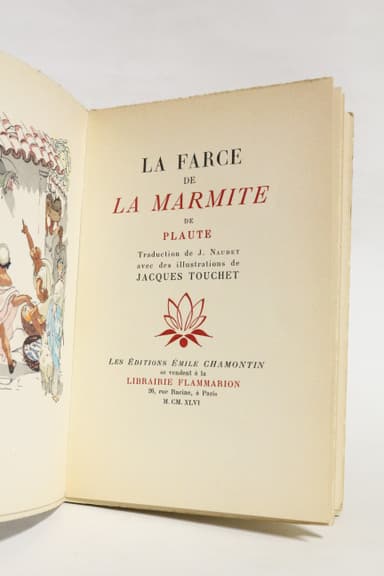 LA FARCE
DE
LA MARMITE
DE
PLAUTE
Traduction de J. Naudet
avec des illustrations de
JACQUES TOUCHET
Les Éditions Émile Chamontin
se vendent à la
LIBRAIRIE FLAMMARION
26, rue Racine, à Paris
M. CM. XLVI